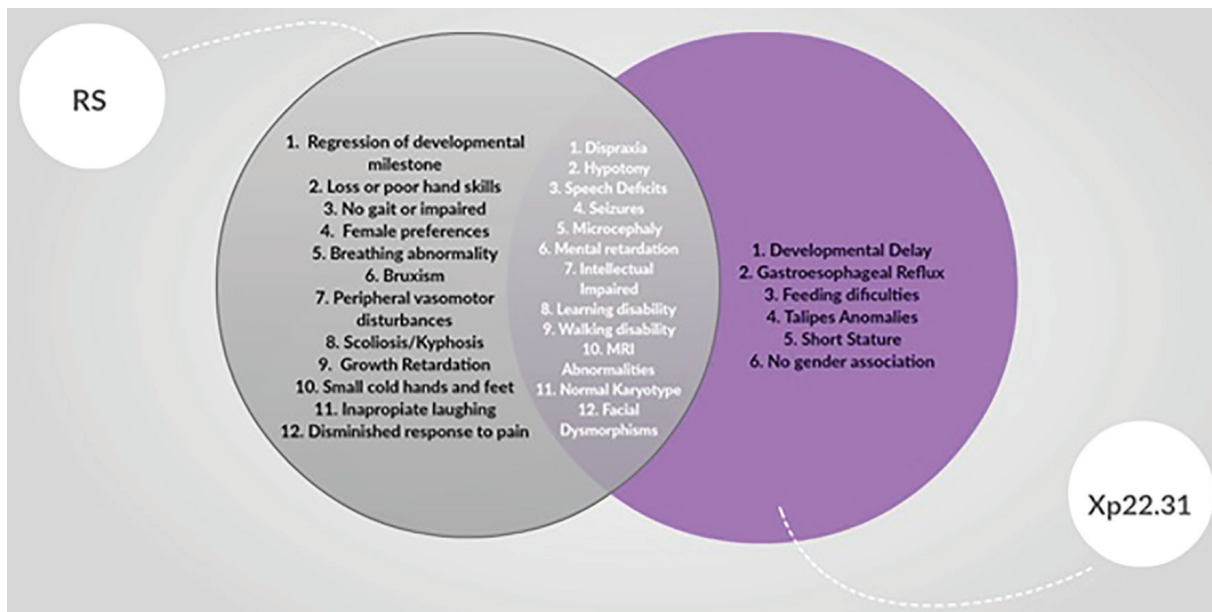 RS
1. Regression of developmental
milestone
2. Loss or poor hand skills
3. No gait or impaired
4. Female preferences
5. Breathing abnormality
6. Bruxism
7. Peripheral vasomotor
disturbances
8. Scoliosis/Kyphosis
9. Growth Retardation
10. Small cold hands and feet
11. Inapropiate laughing
12. Disminished response to pain
1. Dispraxia
2. Hypotony
3. Speech Deficits
4. Seizures
5. Microcephaly
6. Mental retardation
7. Intellectual
Impaired
8. Learning disability
9. Walking disability
10. MRI
Abnormalities
11. Normal Karyotype
12. Facial
Dysmorphisms
1. Developmental Delay
2. Gastroesophageal Reflux
3. Feeding dificulties
4. Talipes Anomalies
5. Short Stature
6. No gender association
Xp22.31